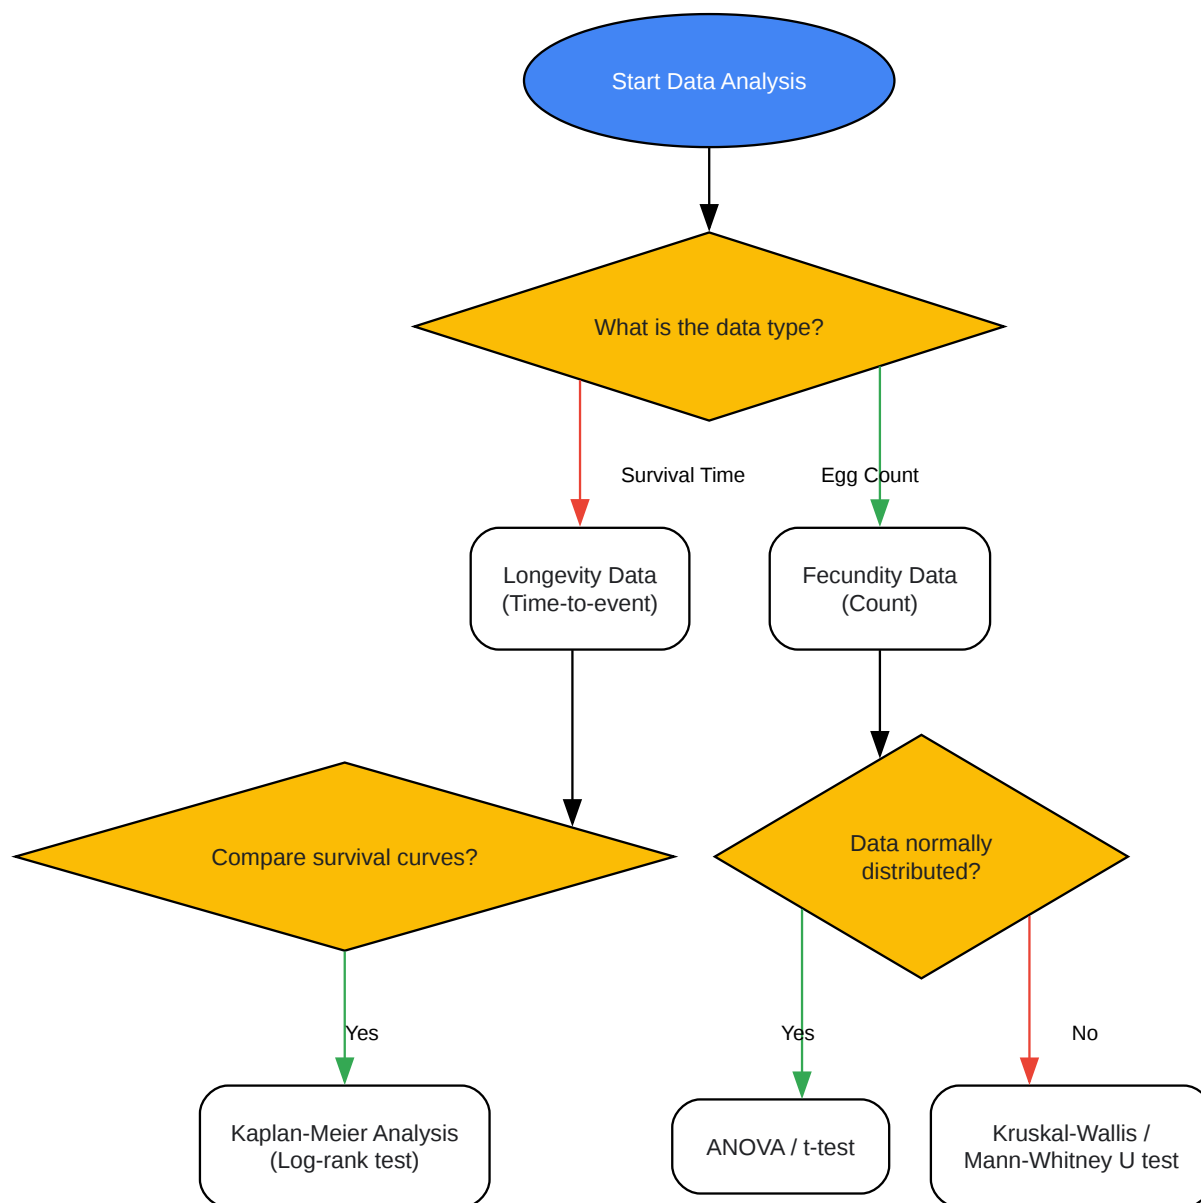 Start Data Analysis
What is the data type?
Survival Time
Egg Count
Longevity Data
(Time-to-event)
Fecundity Data
(Count)
Compare survival curves?
Data normally
distributed?
Yes
Yes
No
Kaplan-Meier Analysis
(Log-rank test)
ANOVA / t-test
Kruskal-Wallis /
Mann-Whitney U test